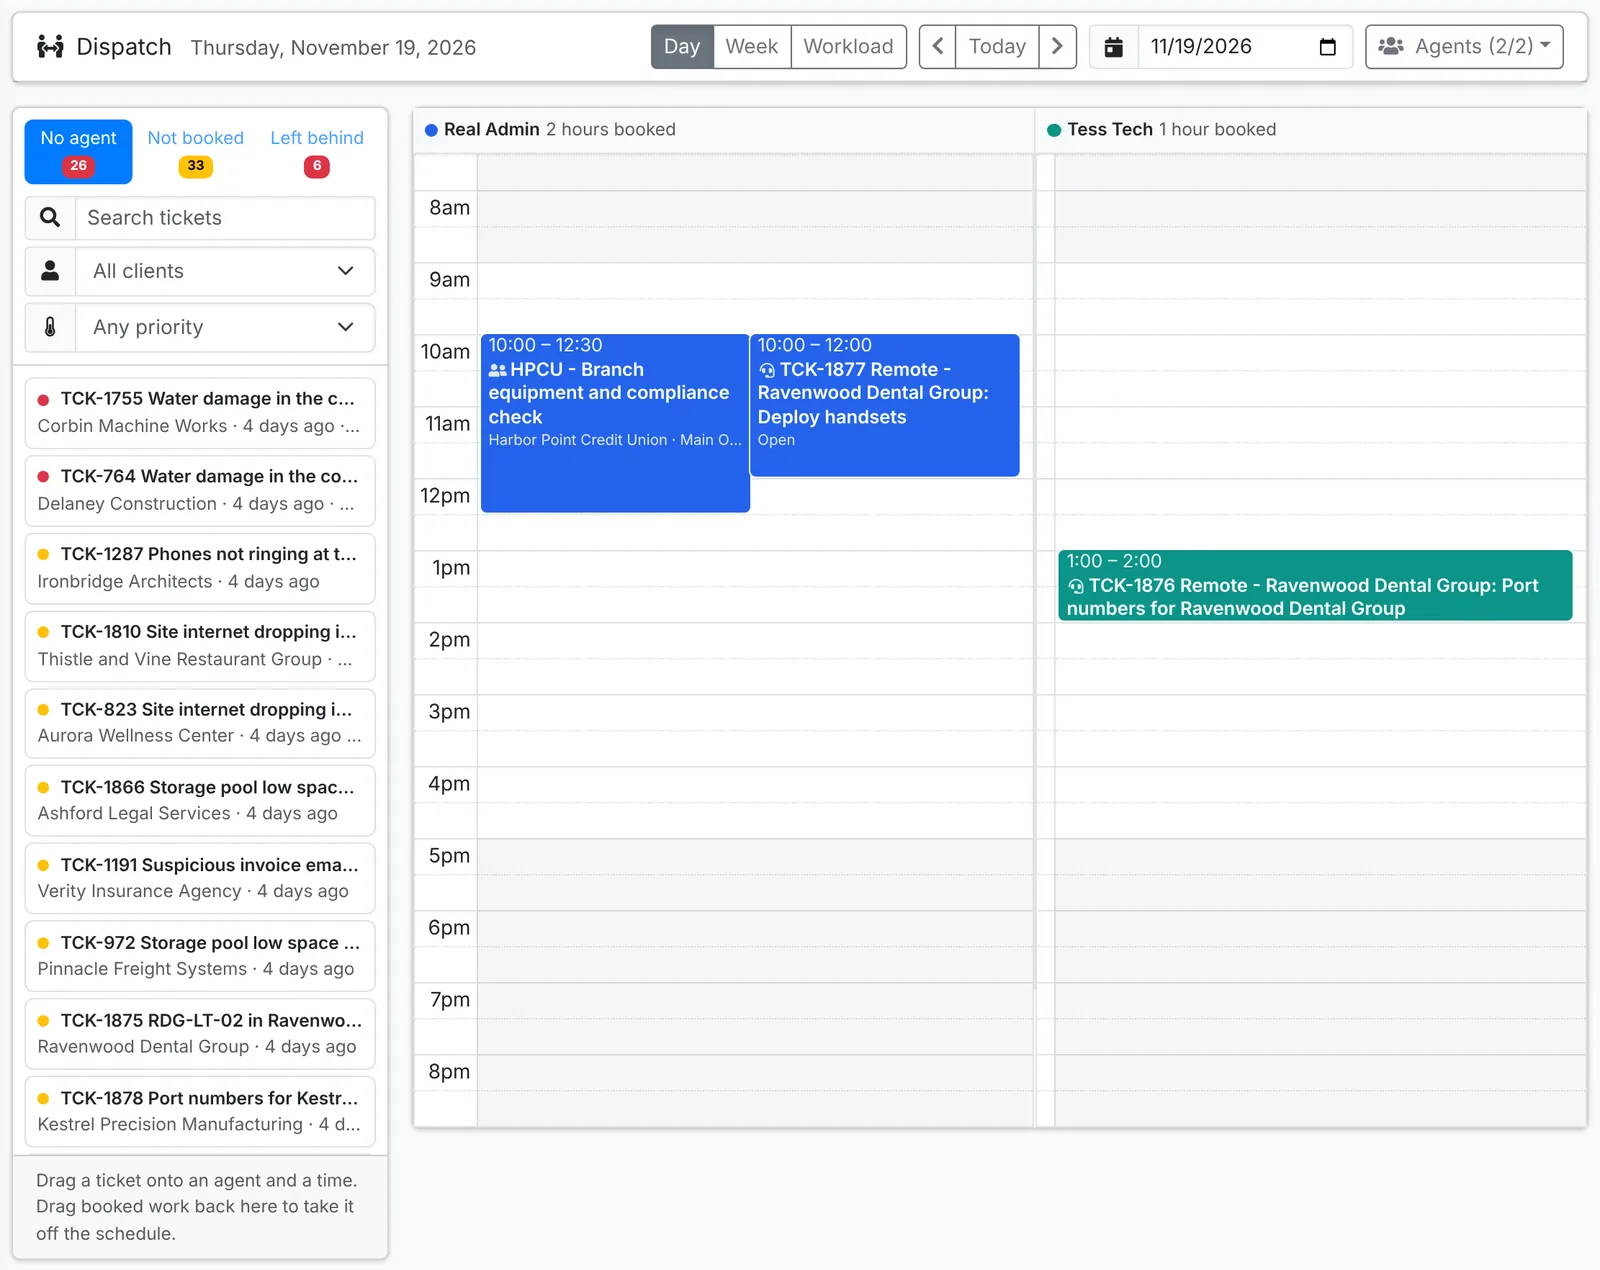 Dispatch Thursday, November 19, 2026
Day Week Workload Today 11/19/2026 Agents (2/2)
No agent Not booked Left behind
26 33 6
Search tickets
All clients
Any priority
TCK-1755 Water damage in the c...
Corbin Machine Works · 4 days ago ·...
TCK-764 Water damage in the co...
Delaney Construction · 4 days ago · ...
TCK-1287 Phones not ringing at t...
Ironbridge Architects · 4 days ago
TCK-1810 Site internet dropping i...
Thistle and Vine Restaurant Group · ...
TCK-823 Site internet dropping i...
Aurora Wellness Center · 4 days ago ...
TCK-1866 Storage pool low spac...
Ashford Legal Services · 4 days ago
TCK-1191 Suspicious invoice ema...
Verity Insurance Agency · 4 days ago
TCK-972 Storage pool low space ...
Pinnacle Freight Systems · 4 days ago
TCK-1875 RDG-LT-02 in Ravenwo...
Ravenwood Dental Group · 4 days ago
TCK-1878 Port numbers for Kestr...
Kestrel Precision Manufacturing · 4 d...
Drag a ticket onto an agent and a time.
Drag booked work back here to take it
off the schedule.
Real Admin 2 hours booked
Tess Tech 1 hour booked
8am
9am
10am
11am
12pm
1pm
2pm
3pm
4pm
5pm
6pm
7pm
8pm
10:00 – 12:30
HPCU - Branch
equipment and compliance
check
Harbor Point Credit Union · Main O...
10:00 – 12:00
TCK-1877 Remote -
Ravenwood Dental Group:
Deploy handsets
Open
1:00 – 2:00
TCK-1876 Remote - Ravenwood Dental Group: Port
numbers for Ravenwood Dental Group